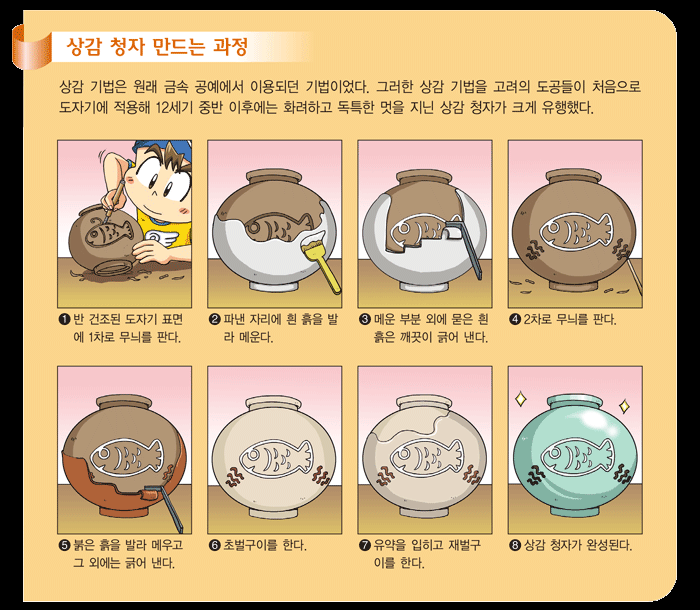 상감 청자 만드는 과정
상감 기법은 원래 금속 공예에서 이용되던 기법이었다. 그러한 상감 기법을 고려의 도공들이 처음으로
도자기에 적용해 12세기 중반 이후에는 화려하고 독특한 멋을 지닌 상감 청자가 크게 유행했다.
❶ 반 건조된 도자기 표면
에 1차로 무늬를 판다.
❷ 파낸 자리에 흰 흙을 발
라 메운다.
❸ 메운 부분 외에 묻은 흰
흙은 깨끗이 긁어 낸다.
❹ 2차로 무늬를 판다.
❺ 붉은 흙을 발라 메우고
그 외에는 긁어 낸다.
❻ 초벌구이를 한다.
❼ 유약을 입히고 재벌구
이를 한다.
❽ 상감 청자가 완성된다.